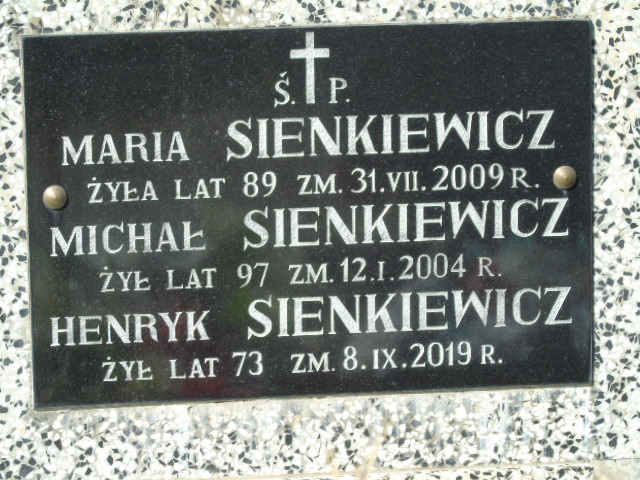 Ś. P.
MARIA SIENKIEWICZ
ŻYŁA LAT 89 ZM. 31.VII.2009 R.
MICHAŁ SIENKIEWICZ
ŻYŁ LAT 97 ZM. 12.I.2004 R.
HENRYK SIENKIEWICZ
ŻYŁ LAT 73 ZM. 8.IX.2019 R.